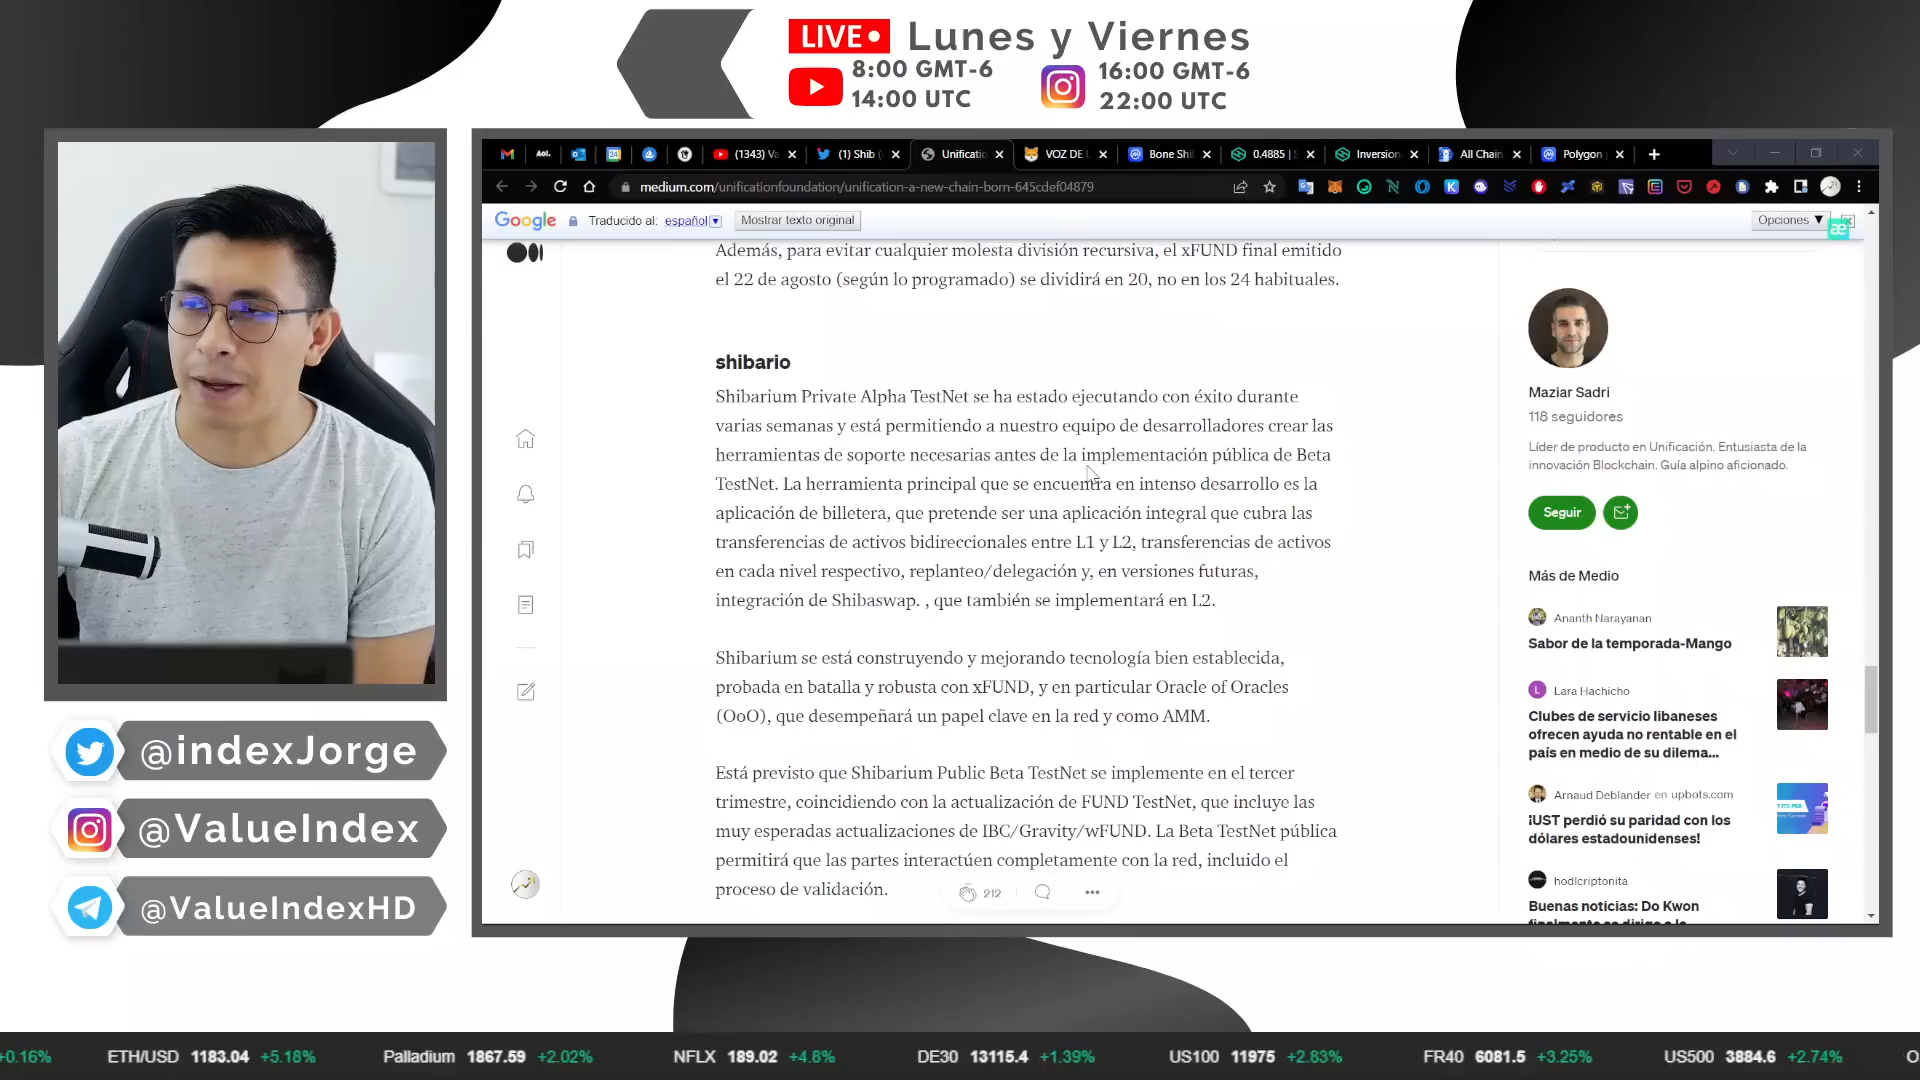 LIVE Lunes y Viernes
8:00 GMT-6
14:00 UTC
16:00 GMT-6
22:00 UTC
Aol.
(1343) Va
(1) Shib (
Unificatio
VOZ DE L
Bone Shi
0.4885 | S
Inversion
All Chain
Polygon
medium.com/unificationfoundation/unification-a-new-chain-born-645cdef04879
Google Traducido al: español Mostrar texto original
Opciones ▼
Además, para evitar cualquier molesta división recursiva, el xFUND final emitido
el 22 de agosto (según lo programado) se dividirá en 20, no en los 24 habituales.
shibario
Shibarium Private Alpha TestNet se ha estado ejecutando con éxito durante
varias semanas y está permitiendo a nuestro equipo de desarrolladores crear las
herramientas de soporte necesarias antes de la implementación pública de Beta
TestNet. La herramienta principal que se encuentra en intenso desarrollo es la
aplicación de billetera, que pretende ser una aplicación integral que cubra las
transferencias de activos bidireccionales entre L1 y L2, transferencias de activos
en cada nivel respectivo, replanteo/delegación y, en versiones futuras,
integración de Shibaswap. , que también se implementará en L2.
Shibarium se está construyendo y mejorando tecnología bien establecida,
probada en batalla y robusta con xFUND, y en particular Oracle of Oracles
(OoO), que desempeñará un papel clave en la red y como AMM.
Está previsto que Shibarium Public Beta TestNet se implemente en el tercer
trimestre, coincidiendo con la actualización de FUND TestNet, que incluye las
muy esperadas actualizaciones de IBC/Gravity/wFUND. La Beta TestNet pública
permitirá que las partes interactúen completamente con la red, incluido el
proceso de validación.
212
Maziar Sadri
118 seguidores
Líder de producto en Unificación. Entusiasta de la
innovación Blockchain. Guía alpino aficionado.
Seguir
Más de Medio
Ananth Narayanan
Sabor de la temporada-Mango
L Lara Hachicho
Clubes de servicio libaneses
ofrecen ayuda no rentable en el
país en medio de su dilema...
Arnaud Deblander en upbots.com
¡UST perdió su paridad con los
dólares estadounidenses!
hodlcriptonita
Buenas noticias: Do Kwon
@indexJorge
@ValueIndex
@ValueIndexHD
+0.16% ETH/USD 1183.04 +5.18% Palladium 1867.59 +2.02% NFLX 189.02 +4.8% DE30 13115.4 +1.39% US100 11975 +2.83% FR40 6081.5 +3.25% US500 3884.6 +2.74%